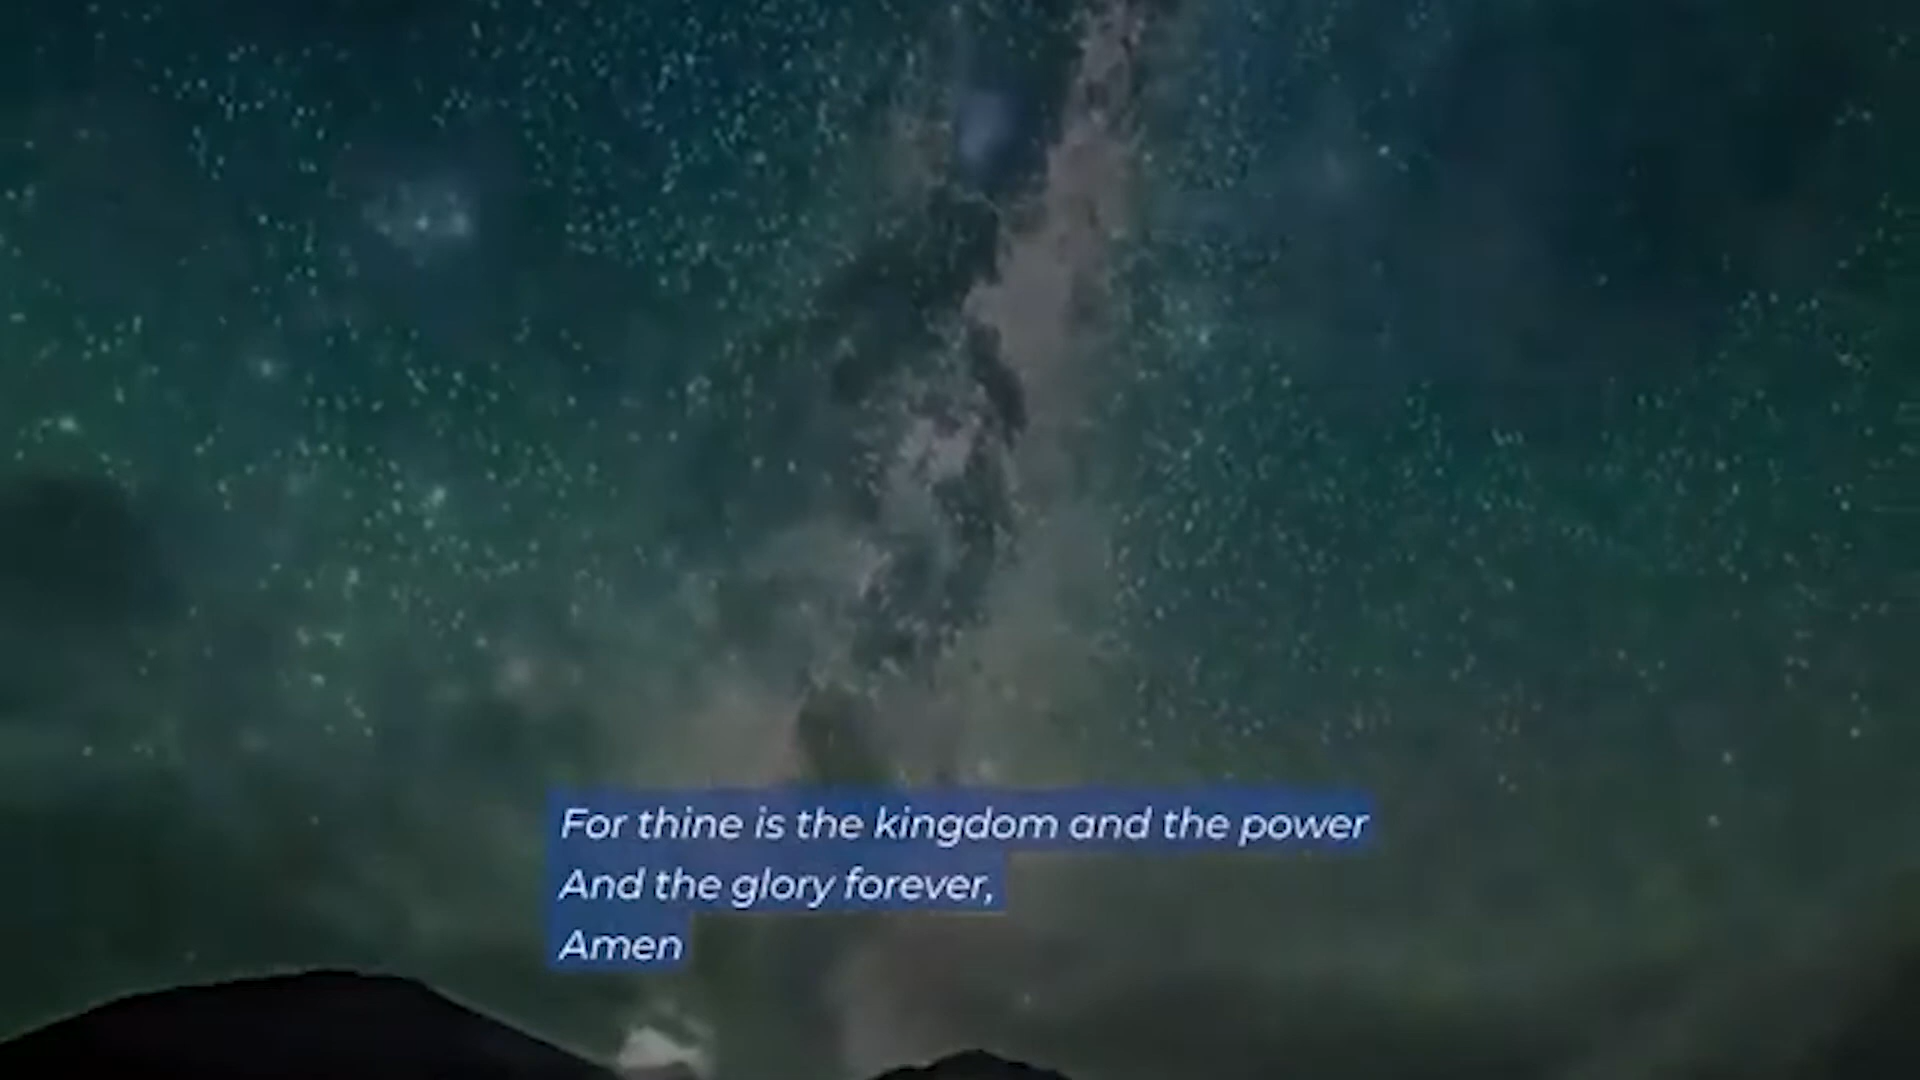 For thine is the kingdom and the power
And the glory forever,
Amen